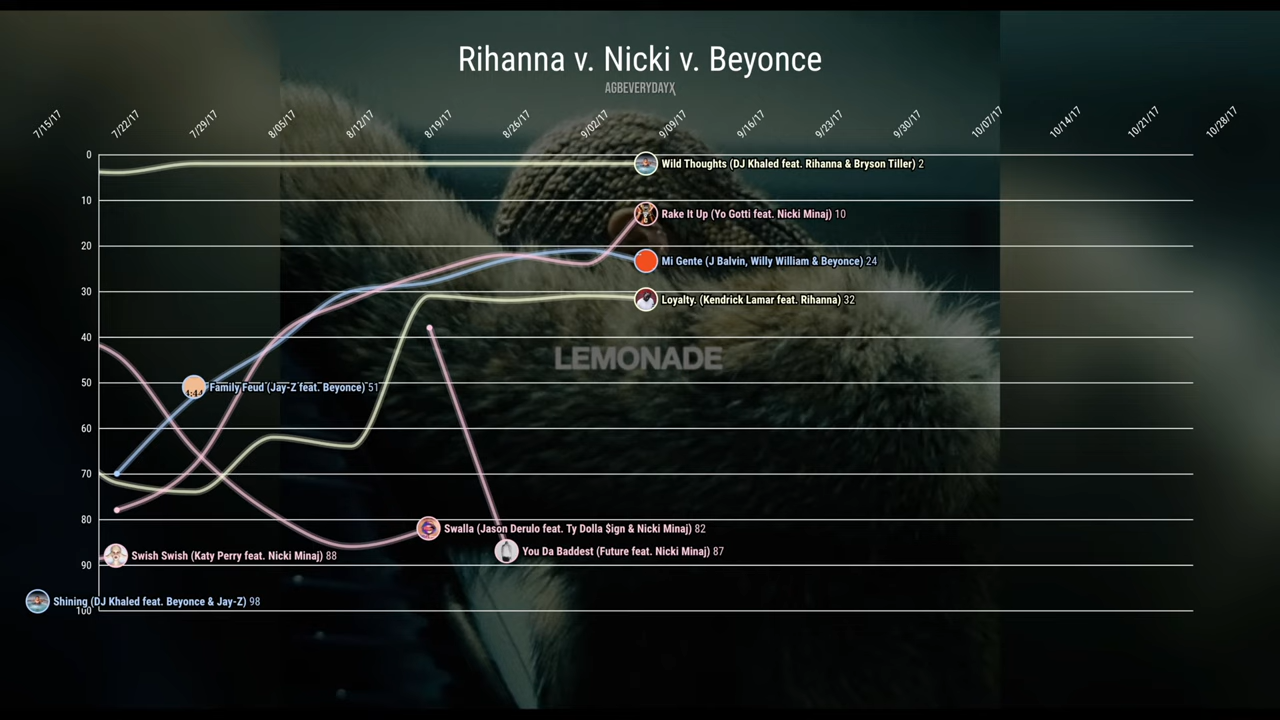 Rihanna v. Nicki v. Beyonce
AGBEVERYDAYX
7/15/17 7/22/17 7/29/17 8/05/17 8/12/17 8/19/17 8/26/17 9/02/17 9/09/17 9/16/17 9/23/17 9/30/17 10/07/17 10/14/17 10/21/17 10/28/17
0
Wild Thoughts (DJ Khaled feat. Rihanna & Bryson Tiller) 2
10
Rake It Up (Yo Gotti feat. Nicki Minaj) 10
20
Mi Gente (J Balvin, Willy William & Beyonce) 24
30
Loyalty. (Kendrick Lamar feat. Rihanna) 32
40
LEMONADE
50
4:44
Family Feud (Jay-Z feat. Beyonce) 51
60
70
80
Swalla (Jason Derulo feat. Ty Dolla $ign & Nicki Minaj) 82
You Da Baddest (Future feat. Nicki Minaj) 87
Swish Swish (Katy Perry feat. Nicki Minaj) 88
90
Shining (DJ Khaled feat. Beyonce & Jay-Z) 98
100